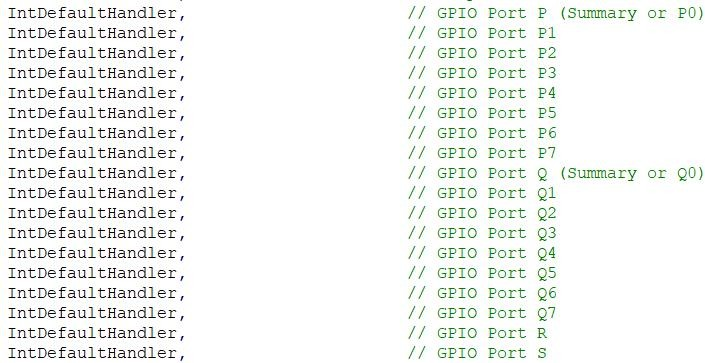 IntDefaultHandler, // GPIO Port P (Summary or P0)
IntDefaultHandler, // GPIO Port P1
IntDefaultHandler, // GPIO Port P2
IntDefaultHandler, // GPIO Port P3
IntDefaultHandler, // GPIO Port P4
IntDefaultHandler, // GPIO Port P5
IntDefaultHandler, // GPIO Port P6
IntDefaultHandler, // GPIO Port P7
IntDefaultHandler, // GPIO Port Q (Summary or Q0)
IntDefaultHandler, // GPIO Port Q1
IntDefaultHandler, // GPIO Port Q2
IntDefaultHandler, // GPIO Port Q3
IntDefaultHandler, // GPIO Port Q4
IntDefaultHandler, // GPIO Port Q5
IntDefaultHandler, // GPIO Port Q6
IntDefaultHandler, // GPIO Port Q7
IntDefaultHandler, // GPIO Port R
IntDefaultHandler, // GPIO Port S